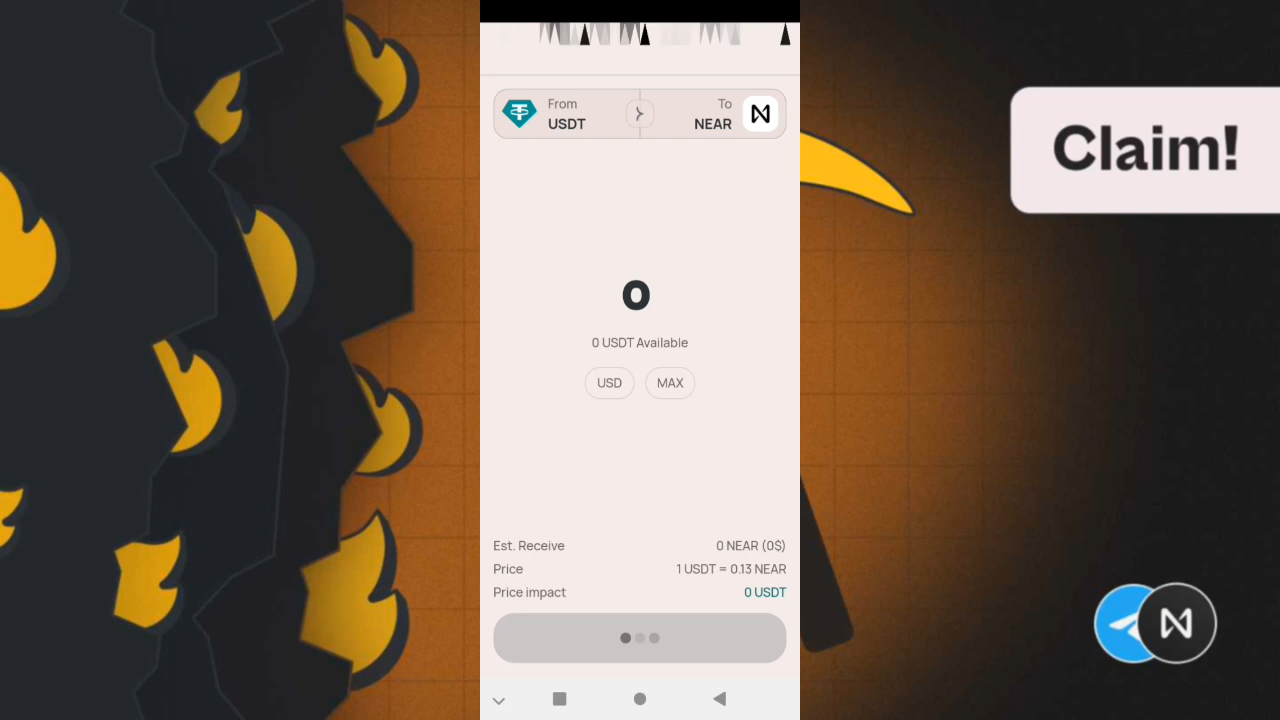 From
USDT
To
NEAR
Claim!
0
0 USDT Available
USD
MAX
Est. Receive
0 NEAR (0$)
Price
1 USDT = 0.13 NEAR
Price impact
0 USDT